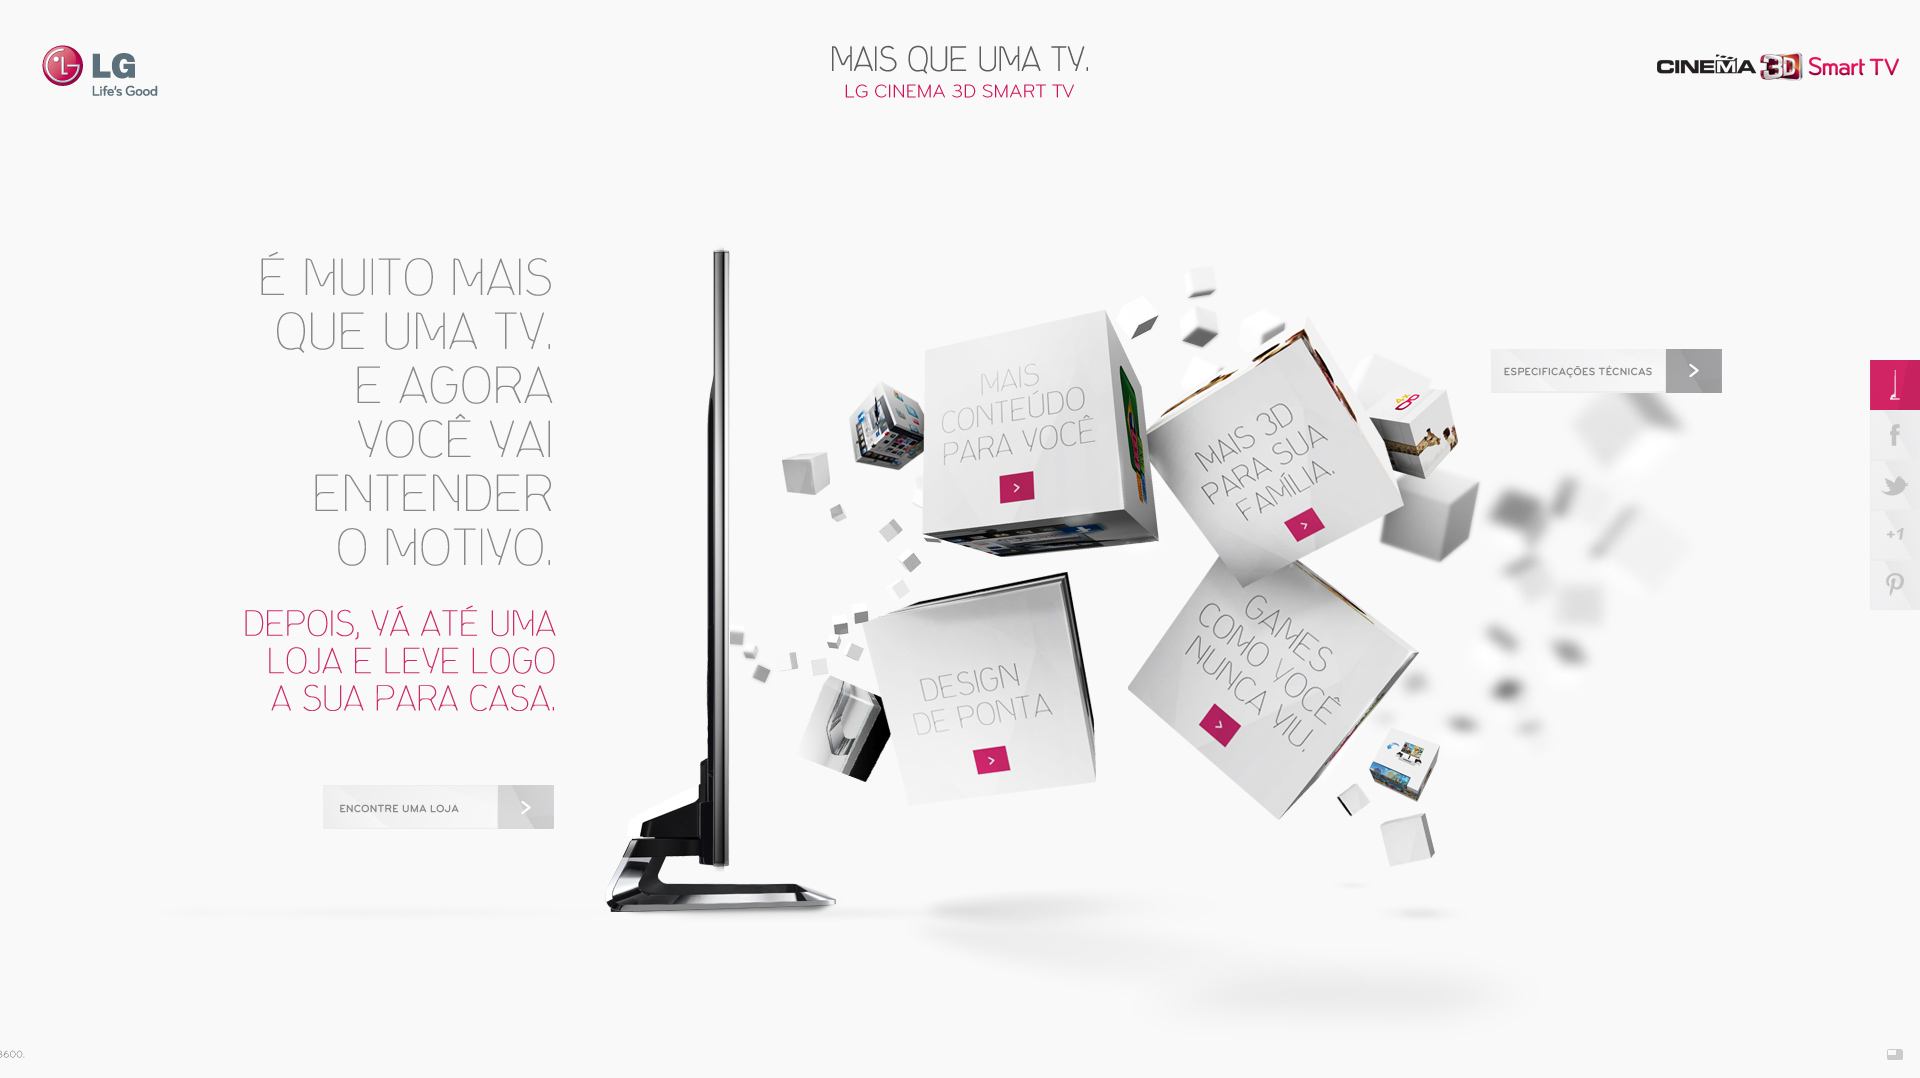 LG
Life's Good
MAIS QUE UMA TV.
LG CINEMA 3D SMART TV
CINEMA 3D Smart TV
É MUITO MAIS
QUE UMA TV.
E AGORA
VOCÊ VAI
ENTENDER
O MOTIVO.
DEPOIS, VÁ ATÉ UMA
LOJA E LEVE LOGO
A SUA PARA CASA.
ENCONTRE UMA LOJA
MAIS
CONTEÚDO
PARA VOCÊ
MAIS 3D
PARA SUA
FAMÍLIA.
DESIGN
DE PONTA
GAMES
COMO VOCÊ
NUNCA VIU.
ESPECIFICAÇÕES TÉCNICAS
+1
3600.